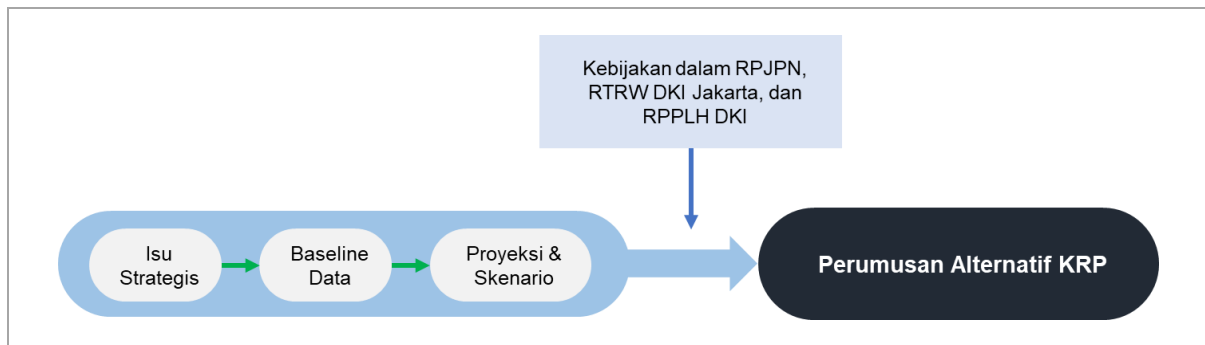 Kebijakan dalam RPJPN,
RTRW DKI Jakarta, dan
RPPLH DKI
Isu
Strategis
Baseline
Data
Proyeksi &
Skenario
Perumusan Alternatif KRP